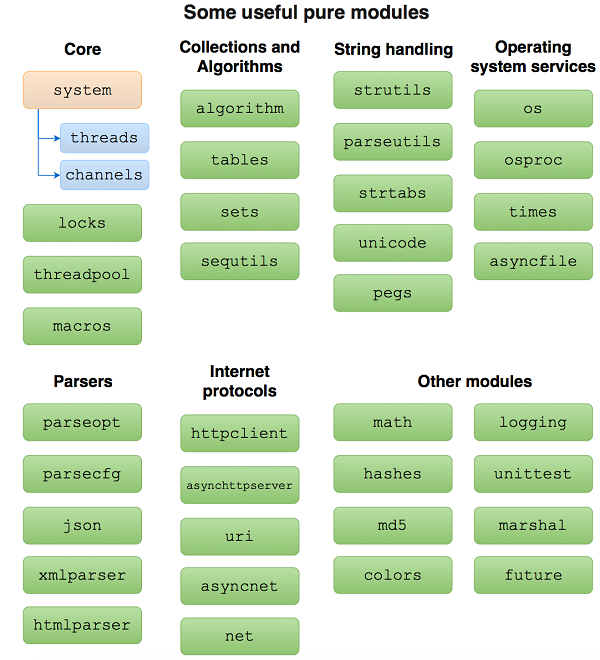 Some useful pure modules
Core
system
threads
channels
locks
threadpool
macros
Collections and
Algorithms
algorithm
tables
sets
sequtils
String handling
strutils
parseutils
strtabs
unicode
pegs
Operating
system services
os
osproc
times
asyncfile
Parsers
parseopt
parsecfg
json
xmlparser
htmlparser
Internet
protocols
httpclient
asynchttpserver
uri
asyncnet
net
Other modules
math
hashes
md5
colors
logging
unittest
marshal
future